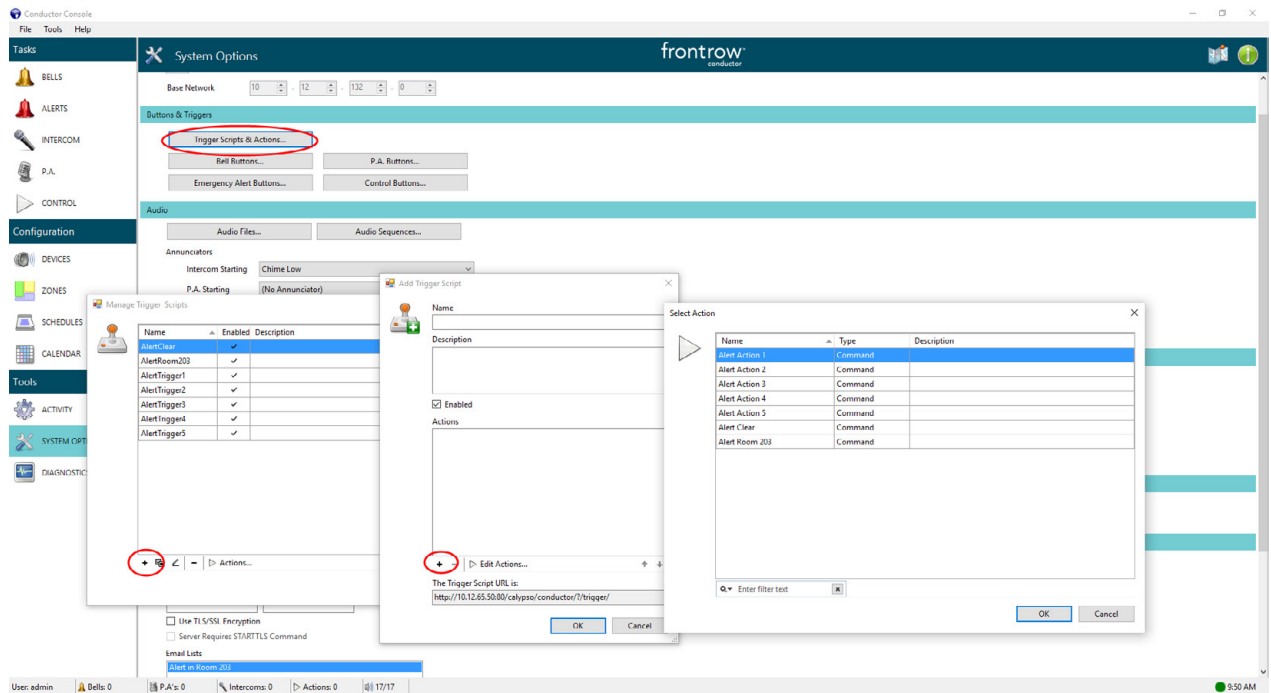 Conductor Console
File Tools Help
Tasks
BELLS
ALERTS
INTERCOM
P.A.
CONTROL
Configuration
DEVICES
ZONES
SCHEDULES
CALENDAR
Tools
ACTIVITY
SYSTEM OPT
DIAGNOSTIC
System Options
frontrow
conductor
Base Network 10 . 12 . 132 . 0
Buttons & Triggers
Trigger Scripts & Actions...
Bell Buttons... P.A. Buttons...
Emergency Alert Buttons... Control Buttons...
Audio
Audio Files... Audio Sequences...
Annunciators
Intercom Starting Chime Low
P.A. Starting (No Annunciator)
Manage Trigger Scripts
Name Enabled Description
AlertClear
AlertRoom203
AlertTrigger1
AlertTrigger2
AlertTrigger3
AlertTrigger4
AlertTrigger5
Actions...
Add Trigger Script
Name
Description
Enabled
Actions
Edit Actions...
The Trigger Script URL is:
http://10.12.65.50:80/calypso/conductor/?/trigger/
OK Cancel
Select Action
Name Type Description
Alert Action 1 Command
Alert Action 2 Command
Alert Action 3 Command
Alert Action 4 Command
Alert Action 5 Command
Alert Clear Command
Alert Room 203 Command
Enter filter text
OK Cancel
Use TLS/SSL Encryption
Server Requires STARTTLS Command
Email Lists
Alert in Room 203
User: admin Bells: 0 P.A's: 0 Intercoms: 0 Actions: 0 17/17 9:50 AM